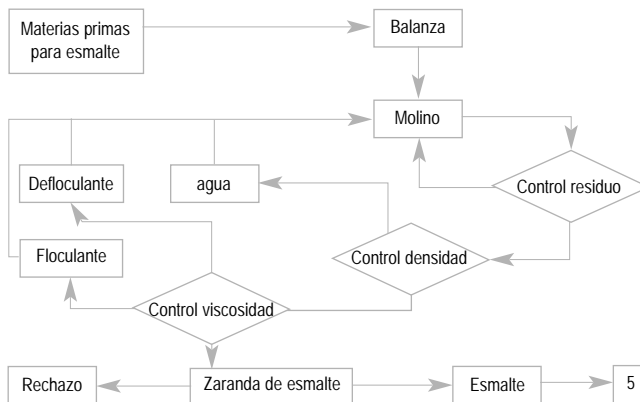 Materias primas
para esmalte
Balanza
Molino
Defloculante
agua
Control residuo
Floculante
Control densidad
Control viscosidad
Rechazo
Zaranda de esmalte
Esmalte
5